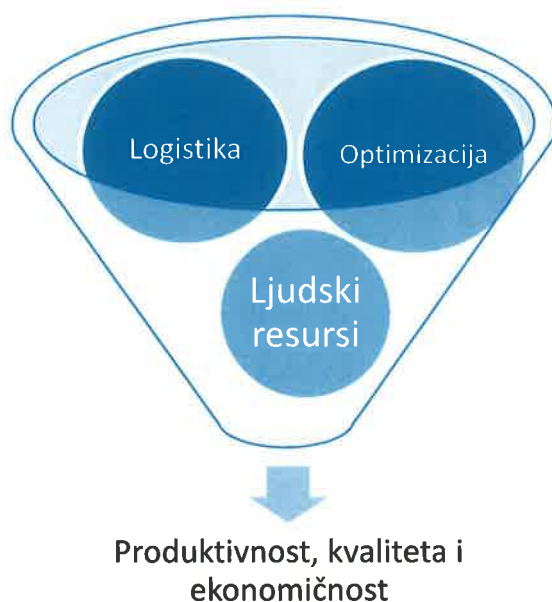 Logistika
Optimizacija
Ljudski
resursi
Produktivnost, kvaliteta i
ekonomičnost